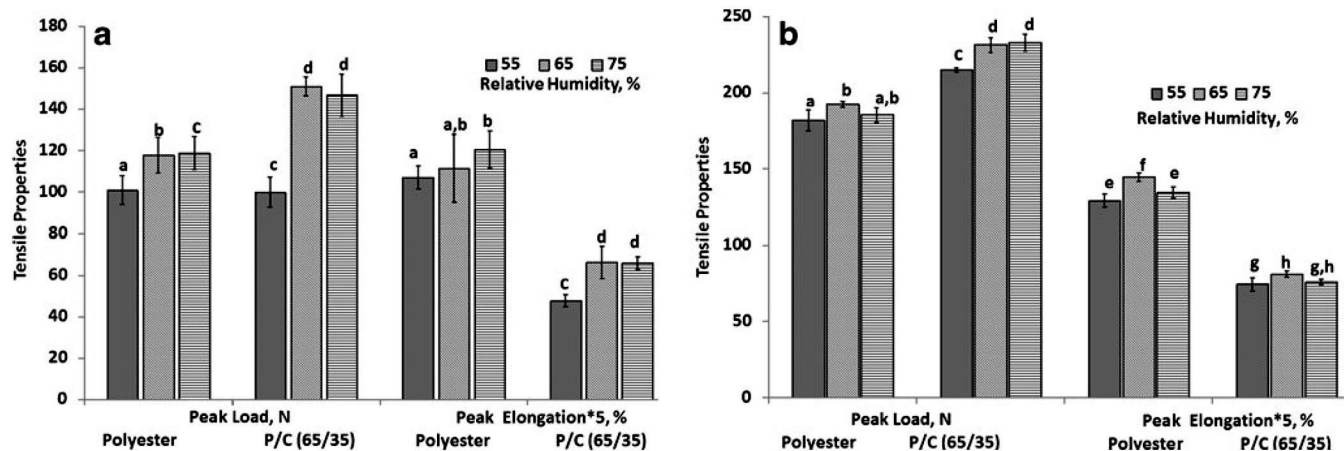 a
180
160
140
120
100
80
60
40
20
0
Tensile Properties
55 65 75
Relative Humidity, %
a b c
c d d
a a,b b
c d d
Peak Load, N Peak Elongation*5, %
Polyester P/C (65/35) Polyester P/C (65/35)
b
250
200
150
100
50
0
Tensile Properties
55 65 75
Relative Humidity, %
a b a,b
c d d
e f e
g h g,h
Peak Load, N Peak Elongation*5, %
Polyester P/C (65/35) Polyester P/C (65/35)